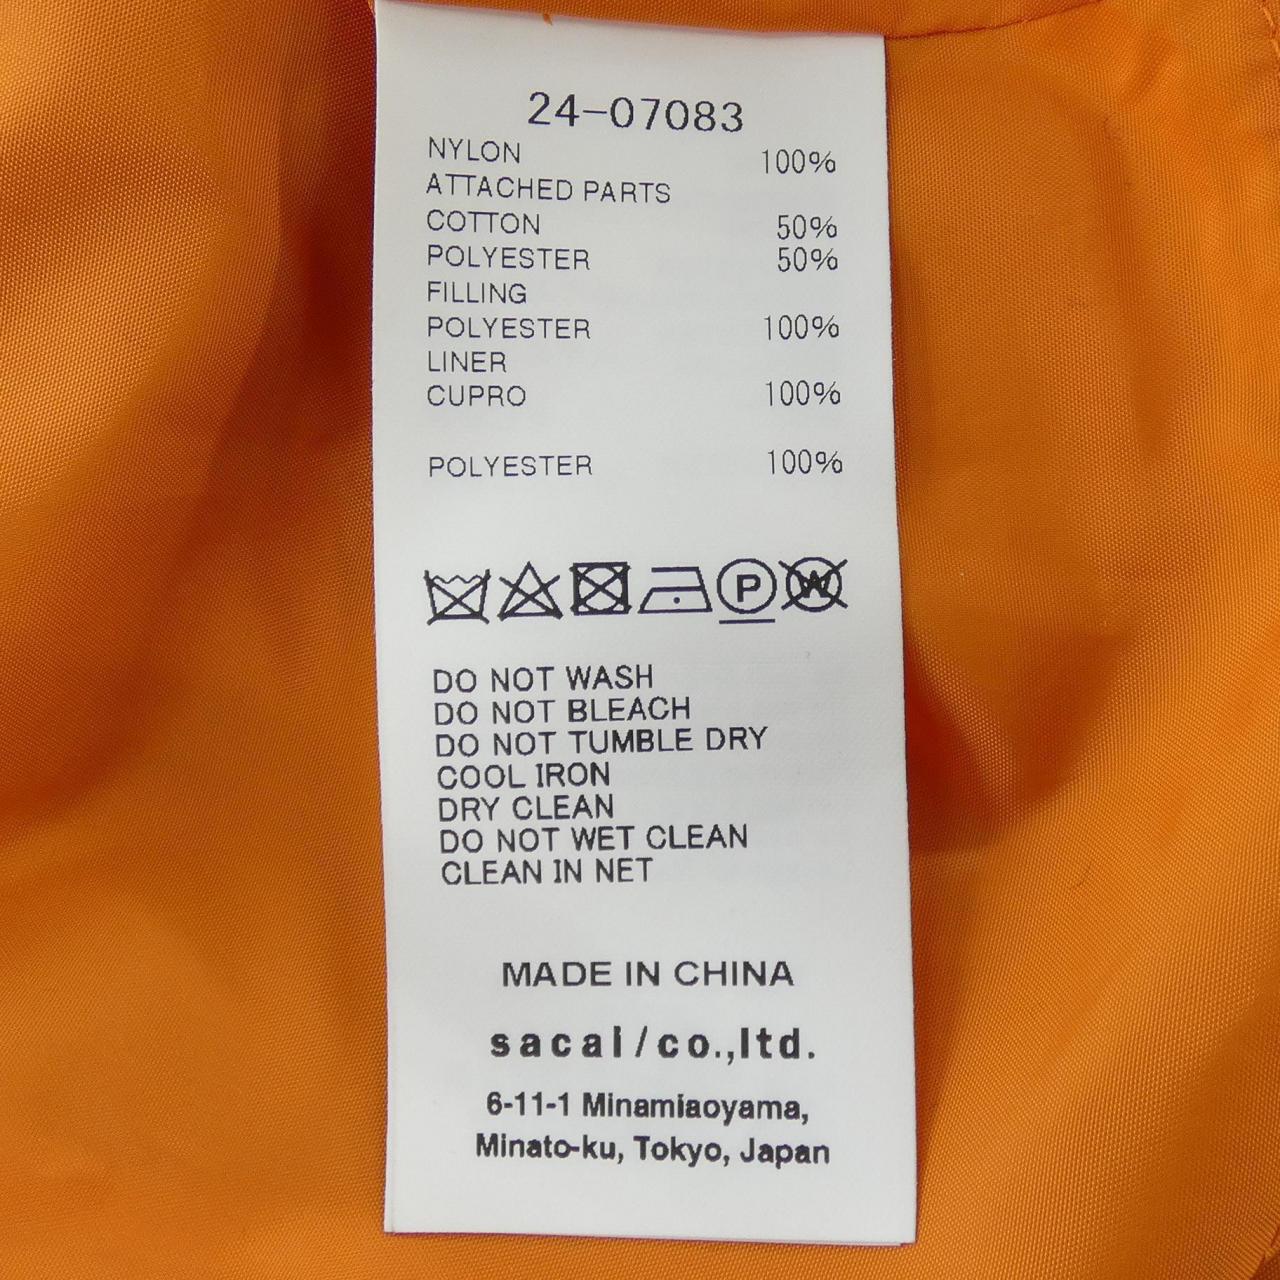 24-07083
NYLON 100%
ATTACHED PARTS
COTTON 50%
POLYESTER 50%
FILLING
POLYESTER 100%
LINER
CUPRO 100%
POLYESTER 100%
P W
DO NOT WASH
DO NOT BLEACH
DO NOT TUMBLE DRY
COOL IRON
DRY CLEAN
DO NOT WET CLEAN
CLEAN IN NET
MADE IN CHINA
sacai/co.,ltd.
6-11-1 Minamiaoyama,
Minato-ku, Tokyo, Japan